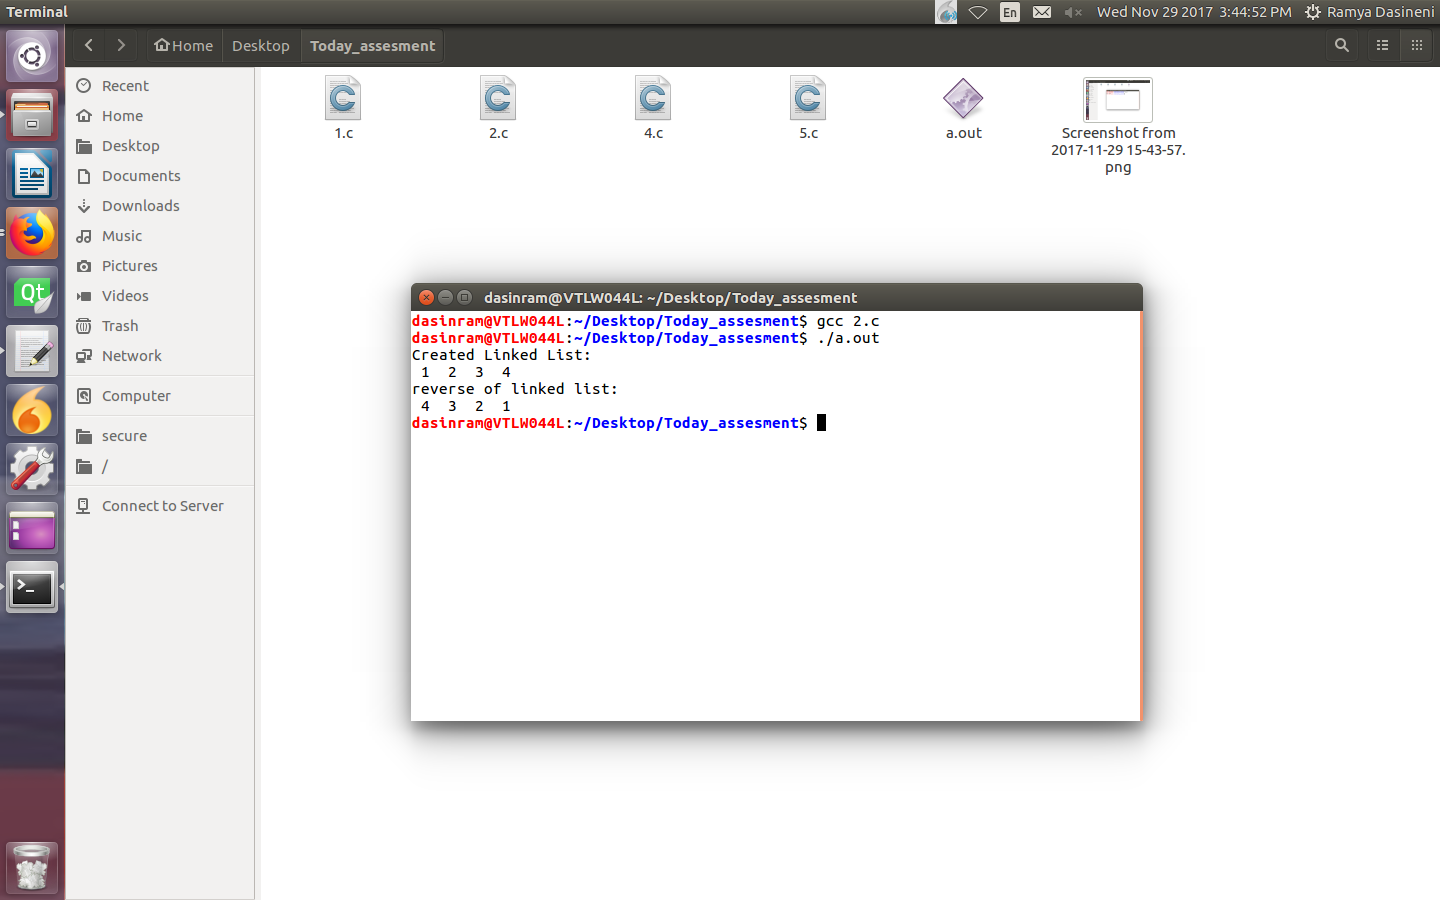 Terminal
En
Wed Nov 29 2017 3:44:52 PM
Ramya Dasineni
Home
Desktop
Today_assesment
Recent
Home
Desktop
Documents
Downloads
Music
Pictures
Videos
Trash
Network
Computer
secure
/
Connect to Server
1.c
2.c
4.c
5.c
a.out
Screenshot from
2017-11-29 15-43-57.
png
Qt
>_
dasinram@VTLW044L: ~/Desktop/Today_assesment
dasinram@VTLW044L:~/Desktop/Today_assesment$ gcc 2.c
dasinram@VTLW044L:~/Desktop/Today_assesment$ ./a.out
Created Linked List:
 1  2  3  4
reverse of linked list:
 4  3  2  1
dasinram@VTLW044L:~/Desktop/Today_assesment$